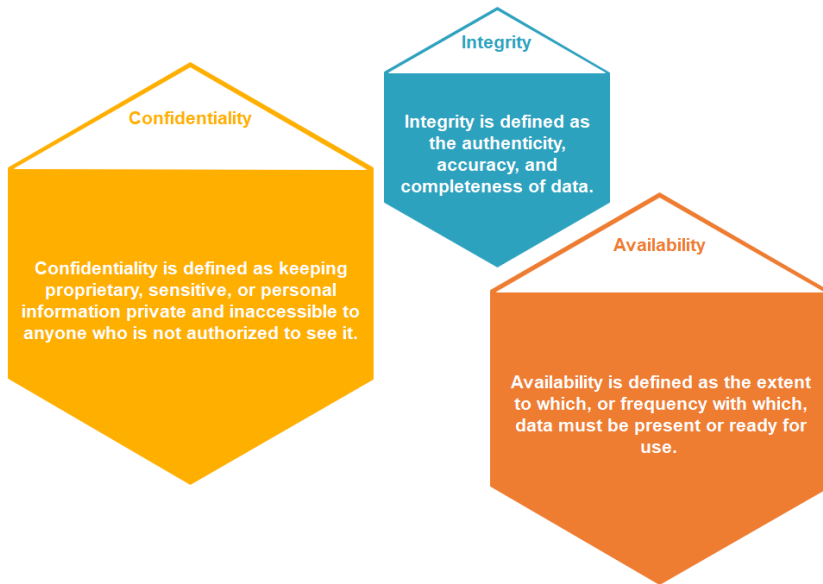 Integrity
Integrity is defined as
the authenticity,
accuracy, and
completeness of data.
Confidentiality
Confidentiality is defined as keeping
proprietary, sensitive, or personal
information private and inaccessible to
anyone who is not authorized to see it.
Availability
Availability is defined as the extent
to which, or frequency with which,
data must be present or ready for
use.